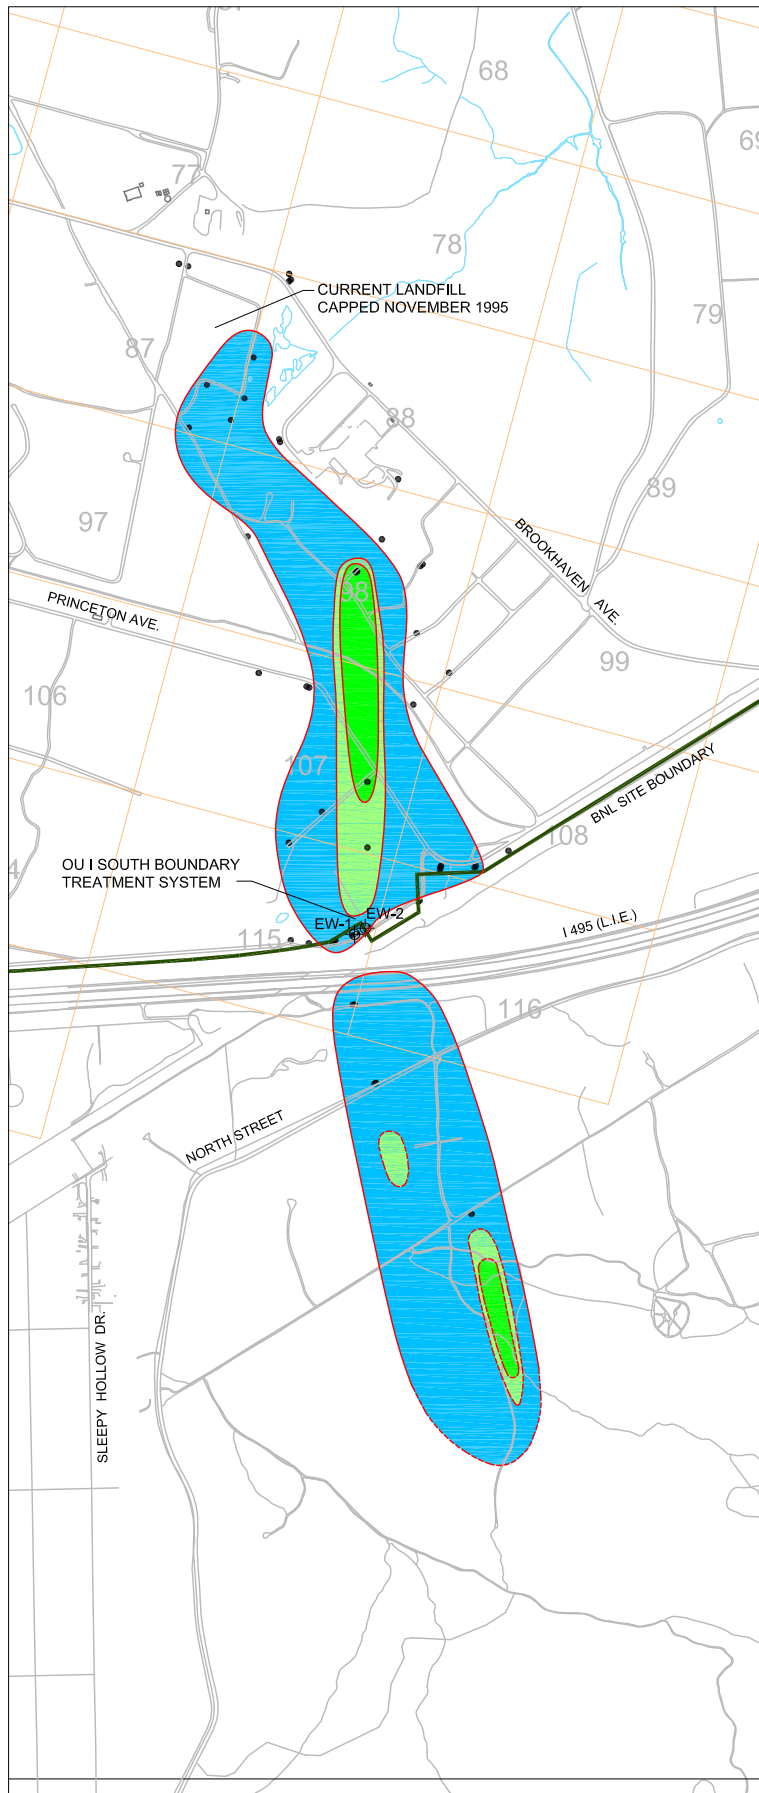 68
69
77
78
CURRENT LANDFILL
CAPPED NOVEMBER 1995
79
87
88
89
97
BROOKHAVEN AVE.
98
PRINCETON AVE.
99
106
107
BNL SITE BOUNDARY
108
OU I SOUTH BOUNDARY
TREATMENT SYSTEM
EW-1
EW-2
I 495 (L.I.E.)
115
116
NORTH STREET
SLEEPY HOLLOW DR.